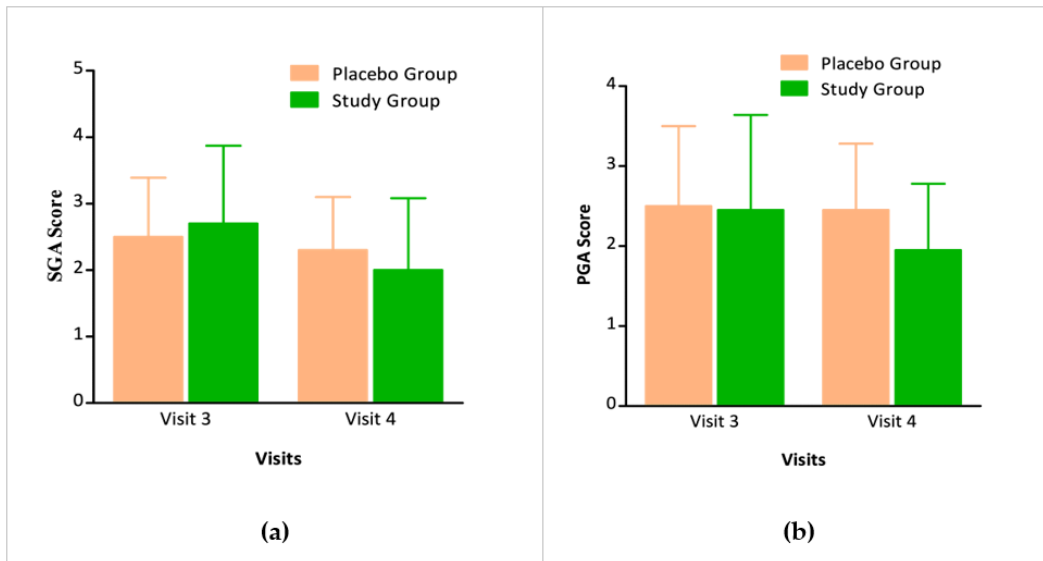 5
4
3
2
1
0
SGA Score
Placebo Group
Study Group
Visit 3
Visit 4
Visits
(a)
4
3
2
1
0
PGA Score
Placebo Group
Study Group
Visit 3
Visit 4
Visits
(b)